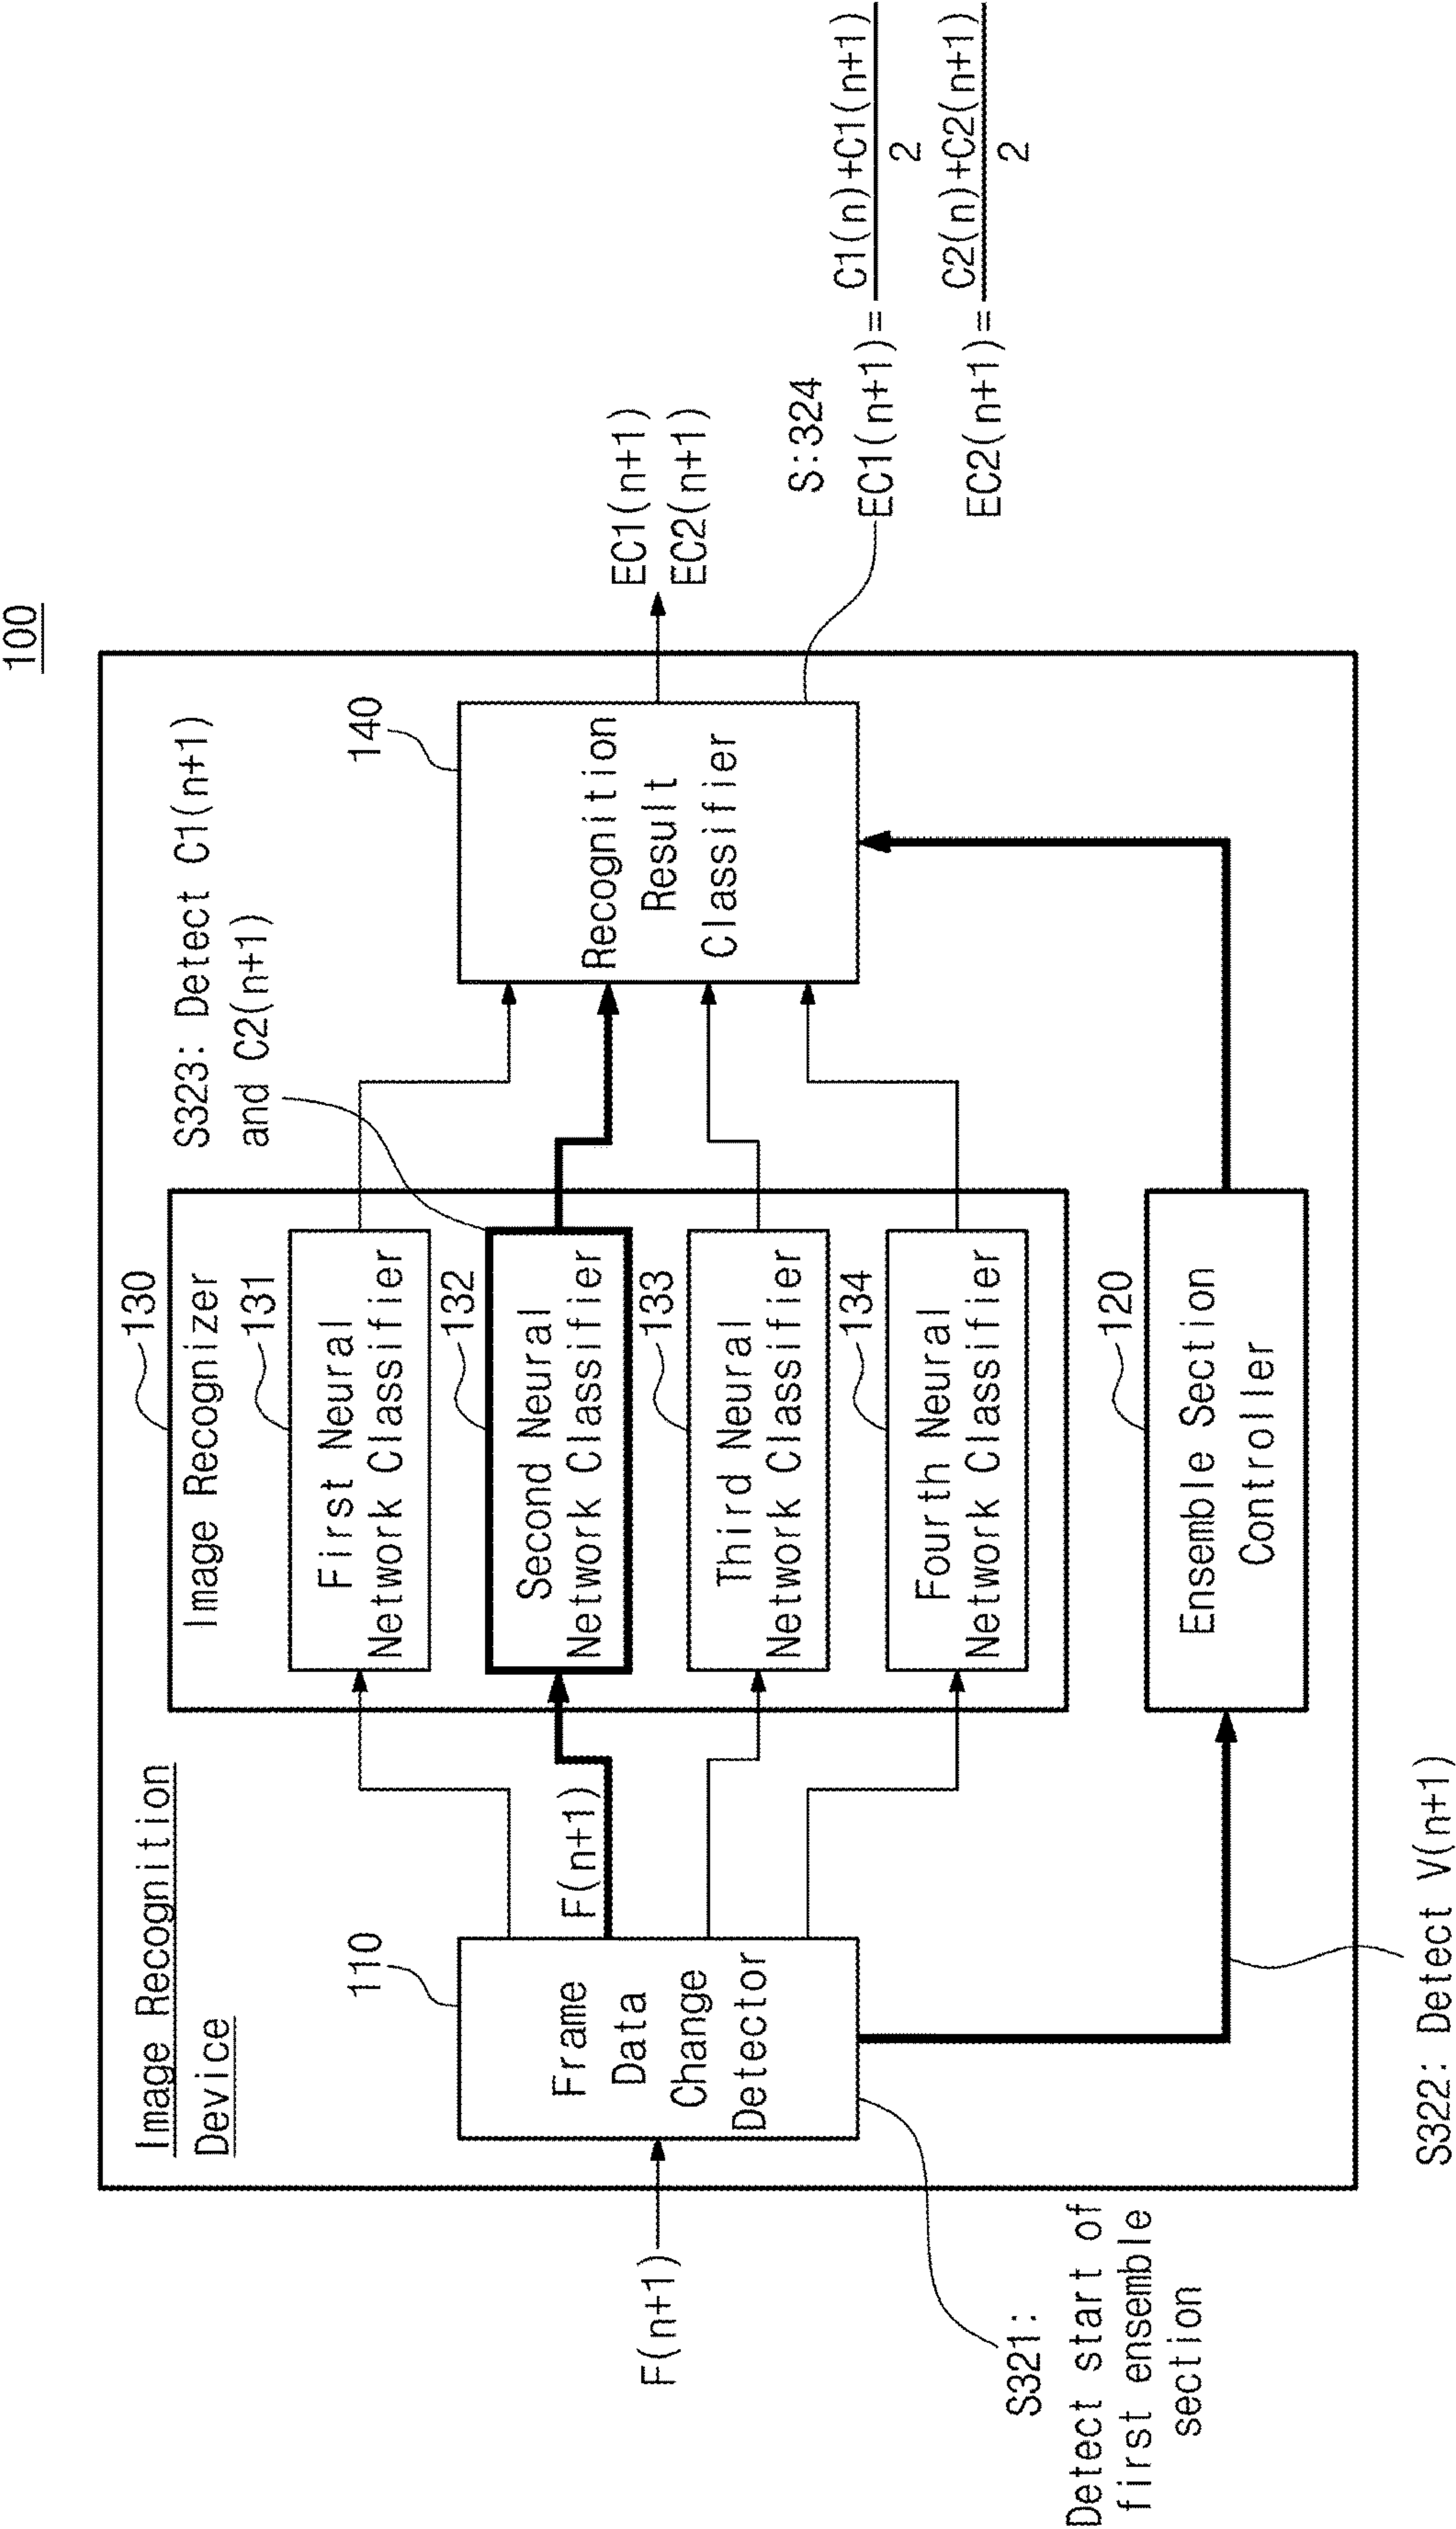 100
Image Recognition
Device
F(n+1)
110
Frame
Data
Change
Detector
S321:
Detect start of
first ensemble
section
F(n+1)
S322: Detect V(n+1)
130
Image Recognizer
131
First Neural
Network Classifier
132
Second Neural
Network Classifier
133
Third Neural
Network Classifier
134
Fourth Neural
Network Classifier
120
Ensemble Section
Controller
S323: Detect C1(n+1)
and C2(n+1)
140
Recognition
Result
Classifier
EC1(n+1)
EC2(n+1)
S:324
EC1(n+1)= C1(n)+C1(n+1)
2
EC2(n+1)= C2(n)+C2(n+1)
2